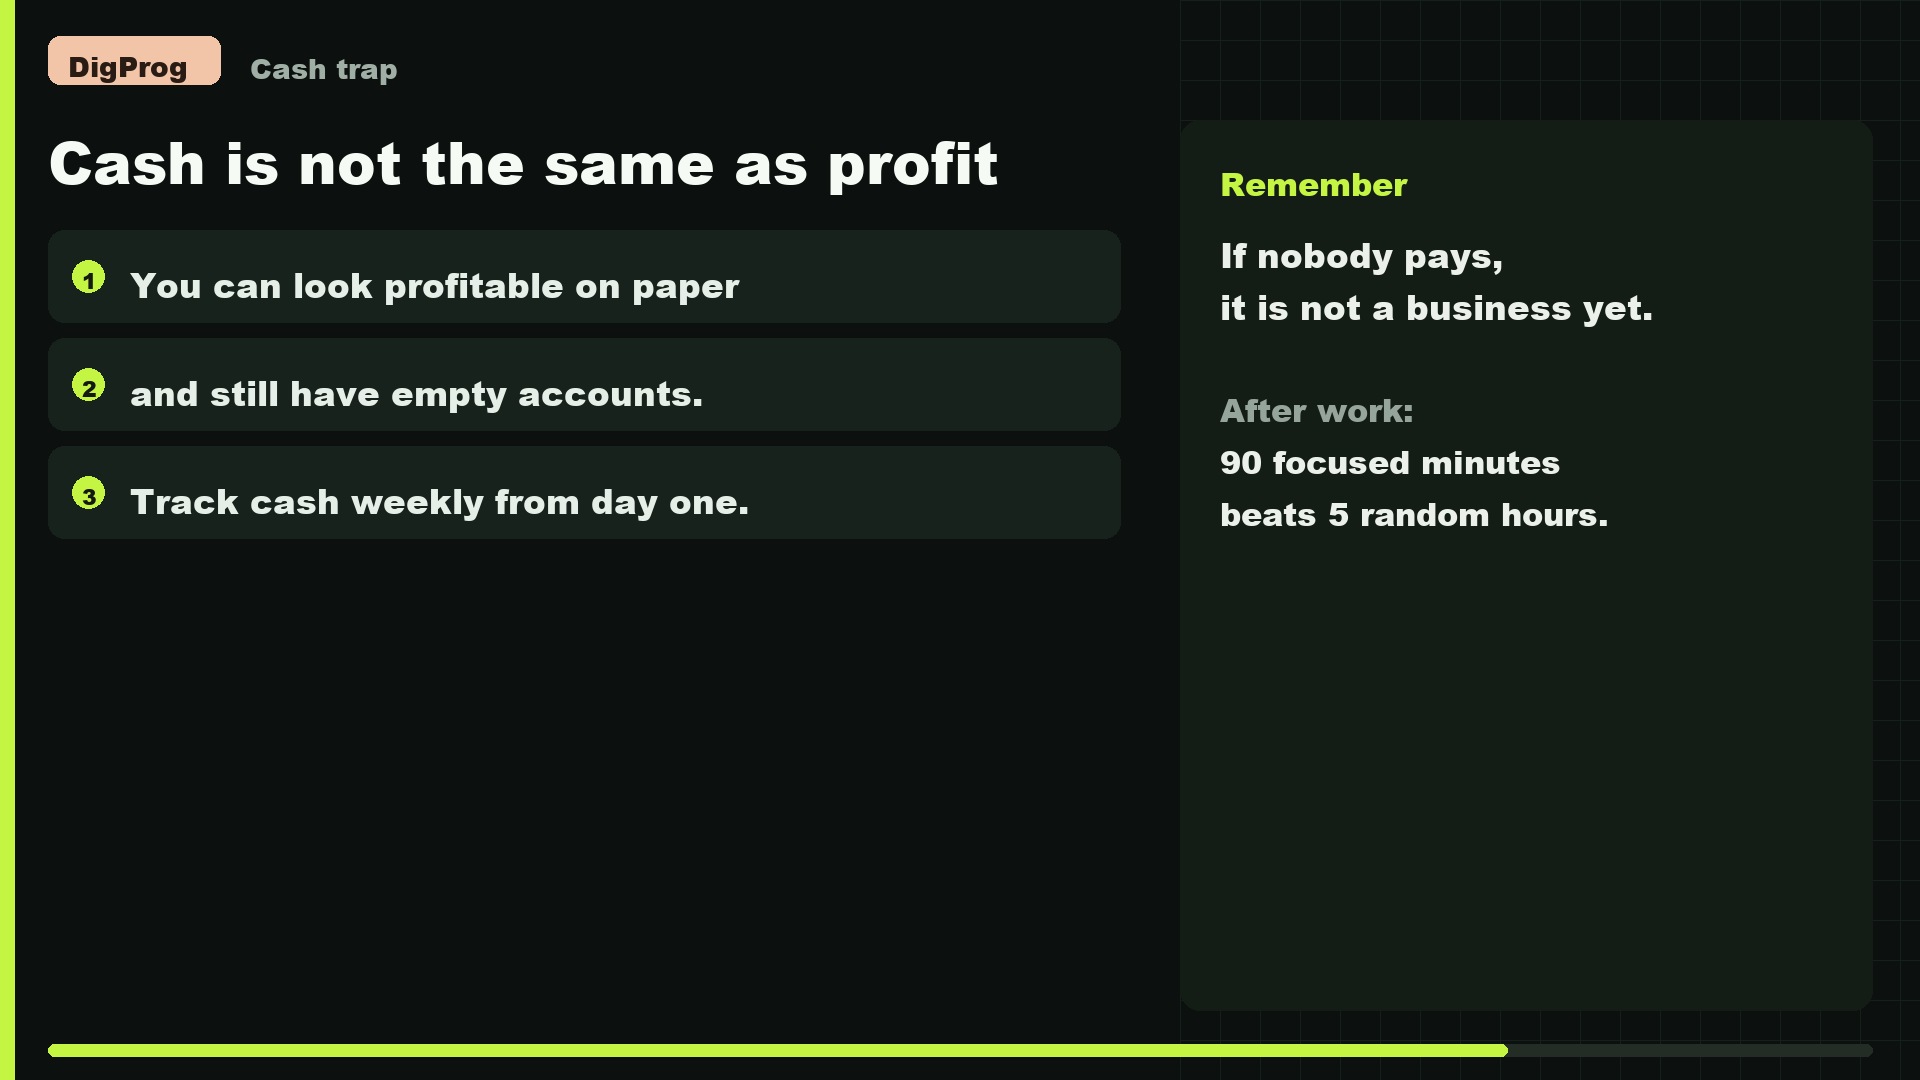 DigProg
Cash trap
Cash is not the same as profit
1 You can look profitable on paper
2 and still have empty accounts.
3 Track cash weekly from day one.
Remember
If nobody pays,
it is not a business yet.
After work:
90 focused minutes
beats 5 random hours.